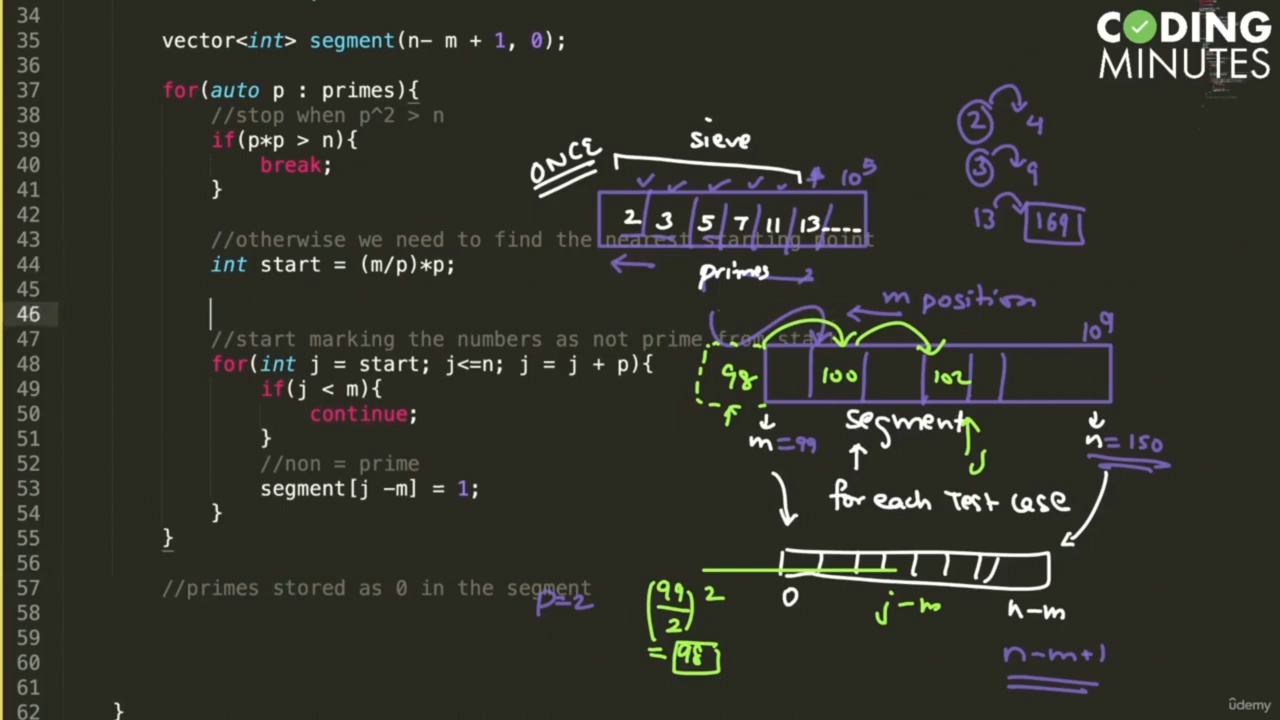 34
35 vector<int> segment(n- m + 1, 0);
36
37 for(auto p : primes){
38 //stop when p^2 > n
39 if(p*p > n){
40 break;
41 }
42
43 //otherwise we need to find the nearest starting point
44 int start = (m/p)*p;
45
46
47 //start marking the numbers as not prime from
48 for(int j = start; j<=n; j = j + p){
49 if(j < m){
50 continue;
51 }
52 //non = prime
53 segment[j -m] = 1;
54 }
55 }
56
57 //primes stored as 0 in the segment
58
59
60
61
62 }
CODING
MINUTES
ONCE
sieve
10^5
2 3 5 7 11 13....
primes
2 4
3 9
13 169
m position
10^9
98 100 102
m =99
segment
n = 150
for each Test case
0
j-m
n-m
n-m+1
p=2
(99/2) 2
= 98
ûdemy